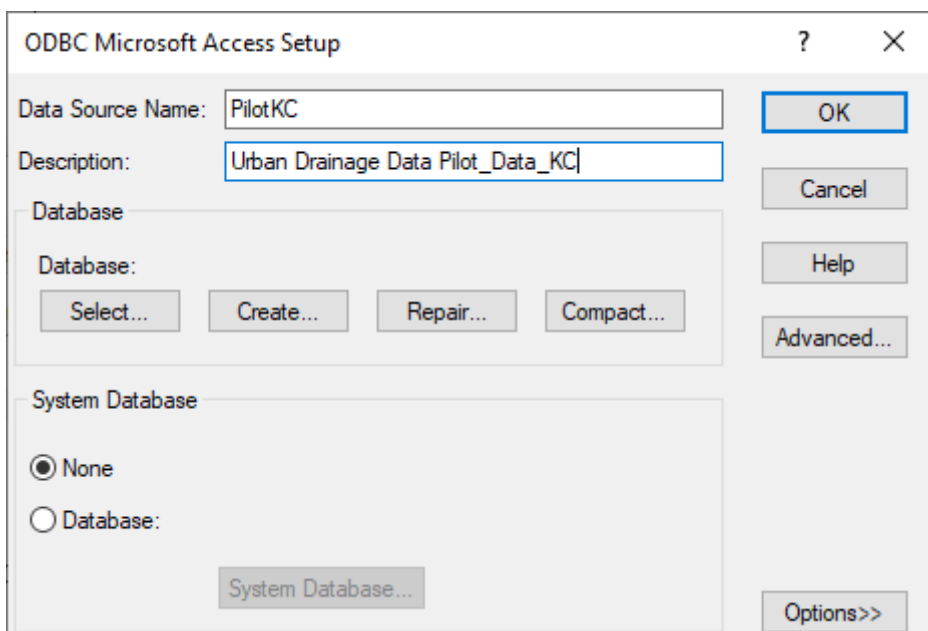 ODBC Microsoft Access Setup ? X
Data Source Name: PilotKC OK
Description: Urban Drainage Data Pilot_Data_KC
Cancel
Database
Database: Help
Select... Create... Repair... Compact...
Advanced...
System Database
None
Database:
System Database...
Options>>